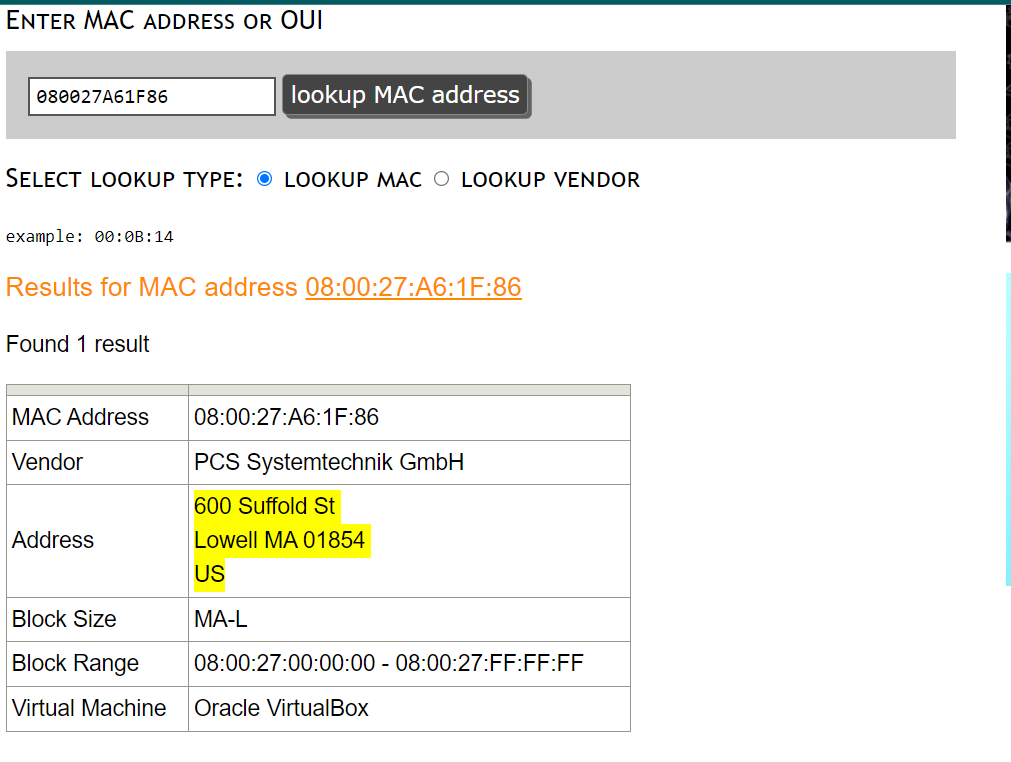 Enter MAC address or OUI
080027A61F86 lookup MAC address
Select lookup type: lookup mac lookup vendor
example: 00:0B:14
Results for MAC address 08:00:27:A6:1F:86
Found 1 result
MAC Address 08:00:27:A6:1F:86
Vendor PCS Systemtechnik GmbH
Address 600 Suffold St
Lowell MA 01854
US
Block Size MA-L
Block Range 08:00:27:00:00:00 - 08:00:27:FF:FF:FF
Virtual Machine Oracle VirtualBox